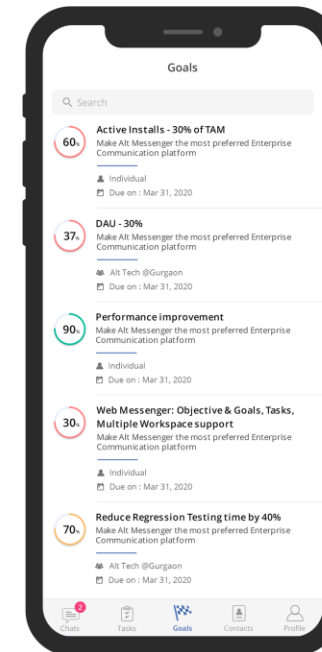 Goals
Search
Active Installs - 30% of TAM
60%
Make Alt Messenger the most preferred Enterprise
Communication platform
Individual
Due on : Mar 31, 2020
DAU - 30%
37%
Make Alt Messenger the most preferred Enterprise
Communication platform
Alt Tech @Gurgaon
Due on : Mar 31, 2020
Performance improvement
90%
Make Alt Messenger the most preferred Enterprise
Communication platform
Individual
Due on : Mar 31, 2020
Web Messenger: Objective & Goals, Tasks,
Multiple Workspace support
30%
Make Alt Messenger the most preferred Enterprise
Communication platform
Individual
Due on : Mar 31, 2020
Reduce Regression Testing time by 40%
70%
Make Alt Messenger the most preferred Enterprise
Communication platform
Alt Tech @Gurgaon
Due on : Mar 31, 2020
2
Chats Tasks Goals Contacts Profile